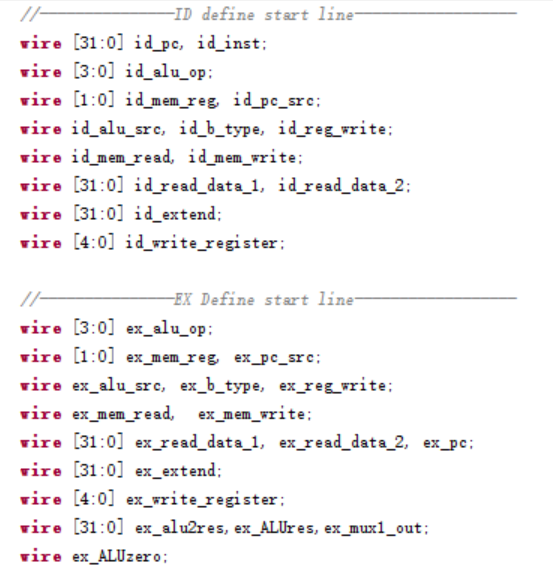 //——————————ID define start line————————————
wire [31:0] id_pc, id_inst;
wire [3:0] id_alu_op;
wire [1:0] id_mem_reg, id_pc_src;
wire id_alu_src, id_b_type, id_reg_write;
wire id_mem_read, id_mem_write;
wire [31:0] id_read_data_1, id_read_data_2;
wire [31:0] id_extend;
wire [4:0] id_write_register;
//——————————EX Define start line————————————
wire [3:0] ex_alu_op;
wire [1:0] ex_mem_reg, ex_pc_src;
wire ex_alu_src, ex_b_type, ex_reg_write;
wire ex_mem_read,  ex_mem_write;
wire [31:0] ex_read_data_1, ex_read_data_2, ex_pc;
wire [31:0] ex_extend;
wire [4:0] ex_write_register;
wire [31:0] ex_alu2res,ex_ALUres,ex_mux1_out;
wire ex_ALUzero;